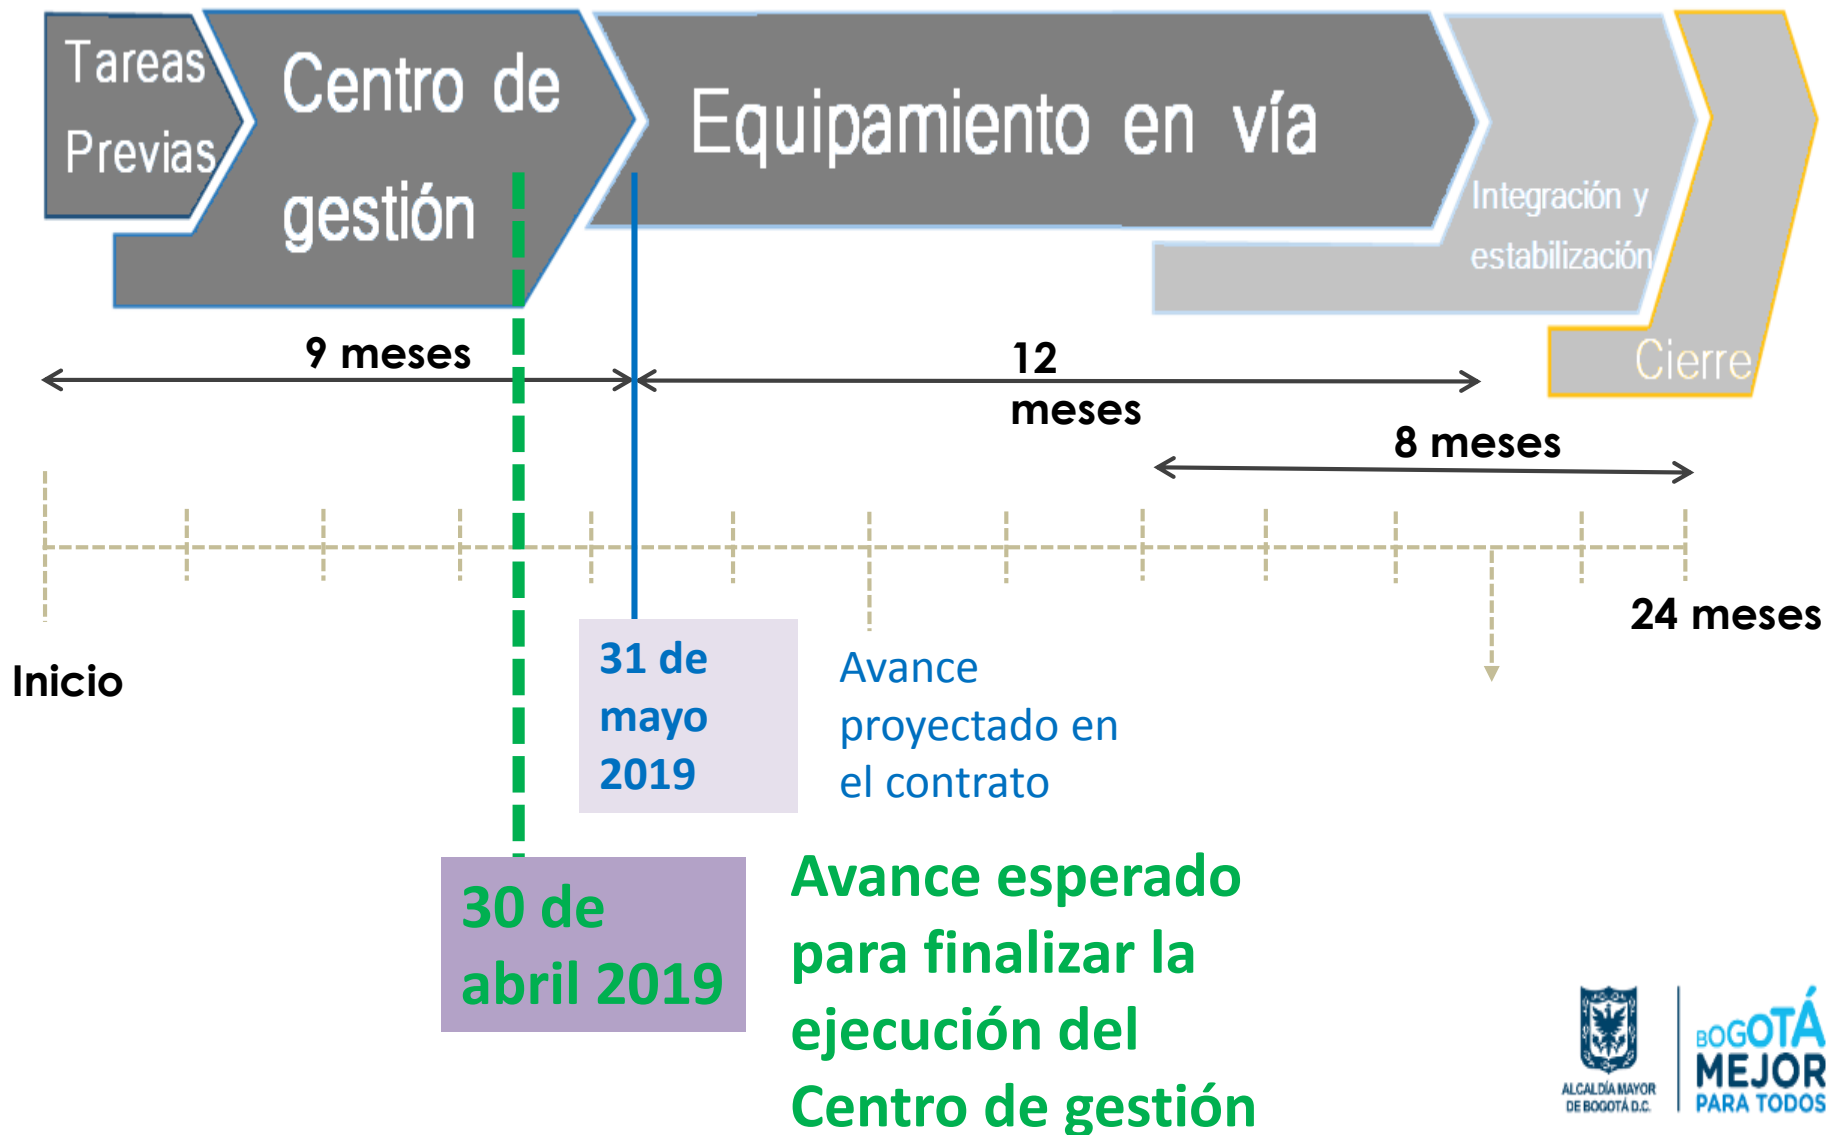 Tareas
Previas
Centro de
gestión
Equipamiento en vía
Integración y
estabilización
Cierre
9 meses
12
meses
8 meses
24 meses
Inicio
31 de
mayo
2019
Avance
proyectado en
el contrato
30 de
abril 2019
Avance esperado
para finalizar la
ejecución del
Centro de gestión
ALCALDÍA MAYOR
DE BOGOTÁ D.C.
BOGOTÁ
MEJOR
PARA TODOS